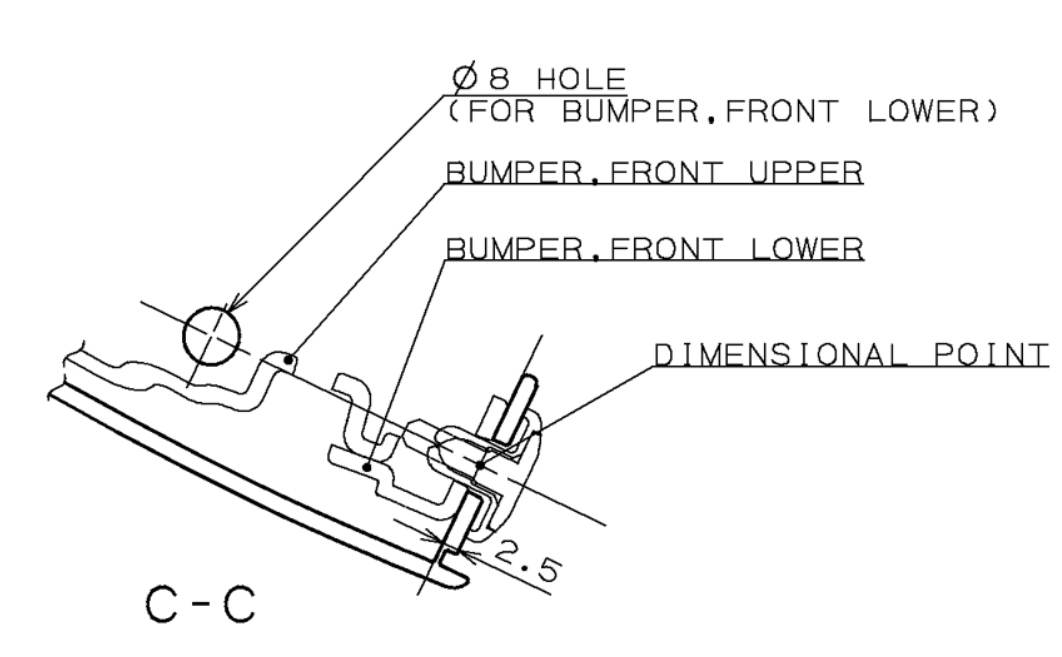 Ø8 HOLE
(FOR BUMPER,FRONT LOWER)
BUMPER,FRONT UPPER
BUMPER,FRONT LOWER
DIMENSIONAL POINT
2.5
C-C